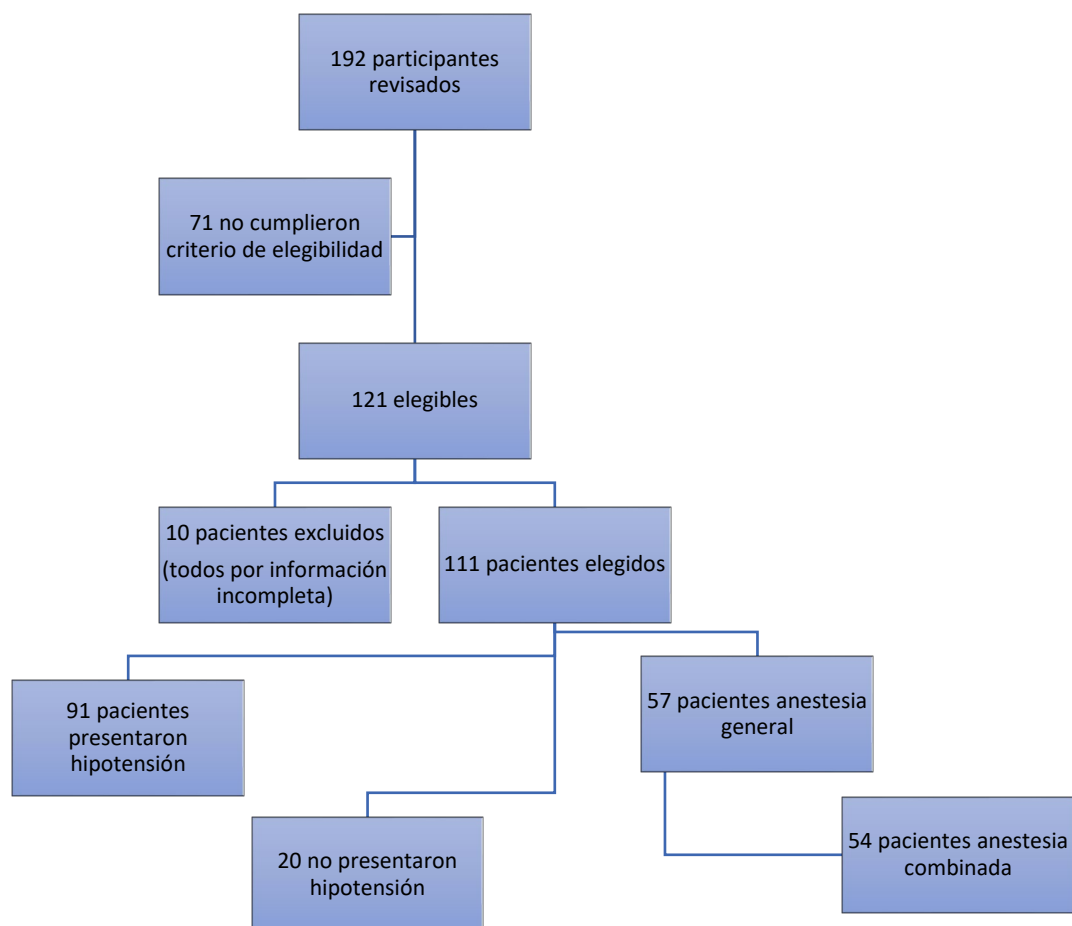 192 participantes
revisados
71 no cumplieron
criterio de elegibilidad
121 elegibles
10 pacientes excluidos
(todos por información
incompleta)
111 pacientes elegidos
91 pacientes
presentaron
hipotensión
57 pacientes anestesia
general
20 no presentaron
hipotensión
54 pacientes anestesia
combinada